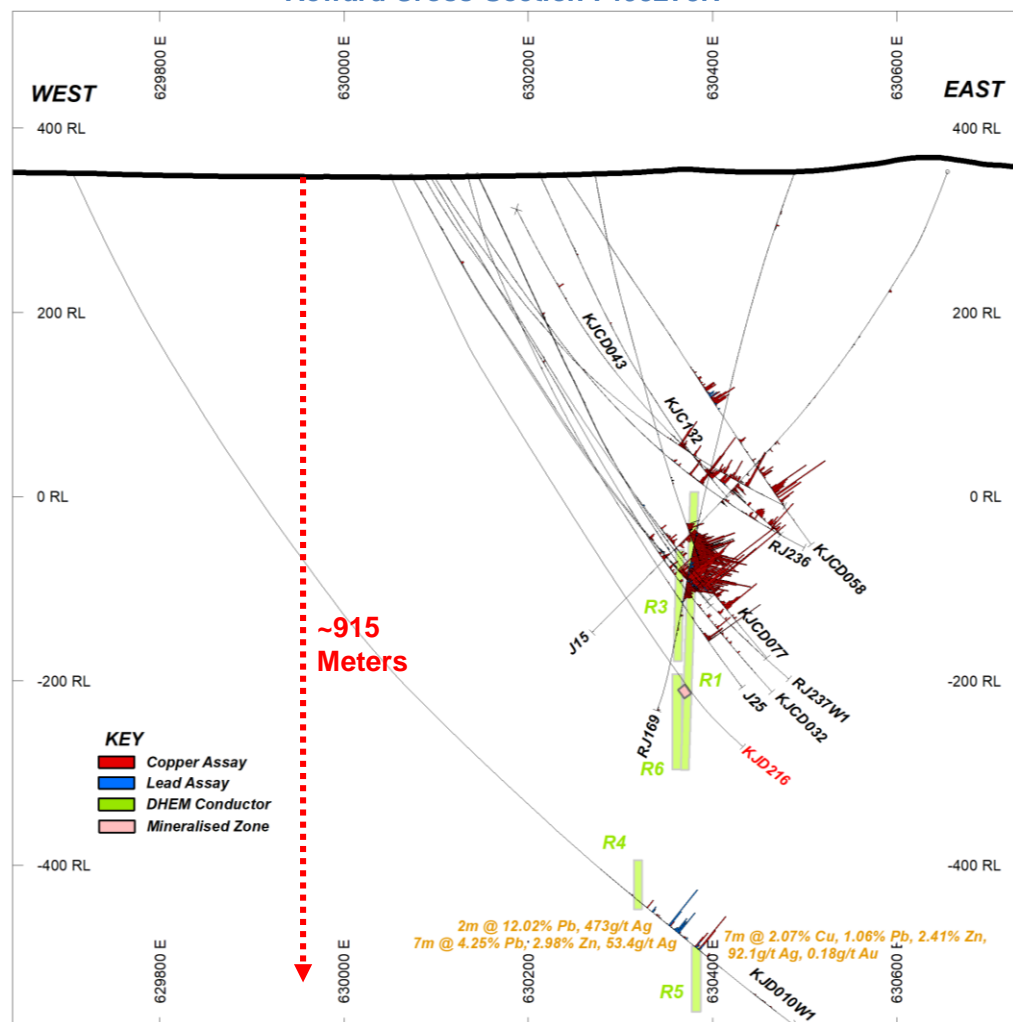 629800 E
630000 E
630200 E
630400 E
630600 E
WEST
EAST
400 RL
400 RL
200 RL
200 RL
KJCD043
KJC132
0 RL
0 RL
RJ236
KJCD058
R3
J15
~915
Meters
KJCD077
R1
RJ237W1
-200 RL
-200 RL
J25
KJCD032
RJ169
KJD216
R6
KEY
Copper Assay
Lead Assay
DHEM Conductor
Mineralised Zone
R4
-400 RL
-400 RL
2m @ 12.02% Pb, 473g/t Ag
7m @ 4.25% Pb, 2.98% Zn, 53.4g/t Ag
7m @ 2.07% Cu, 1.06% Pb, 2.41% Zn,
92.1g/t Ag, 0.18g/t Au
629800 E
630000 E
630200 E
630400 E
630600 E
R5
KJD010W1